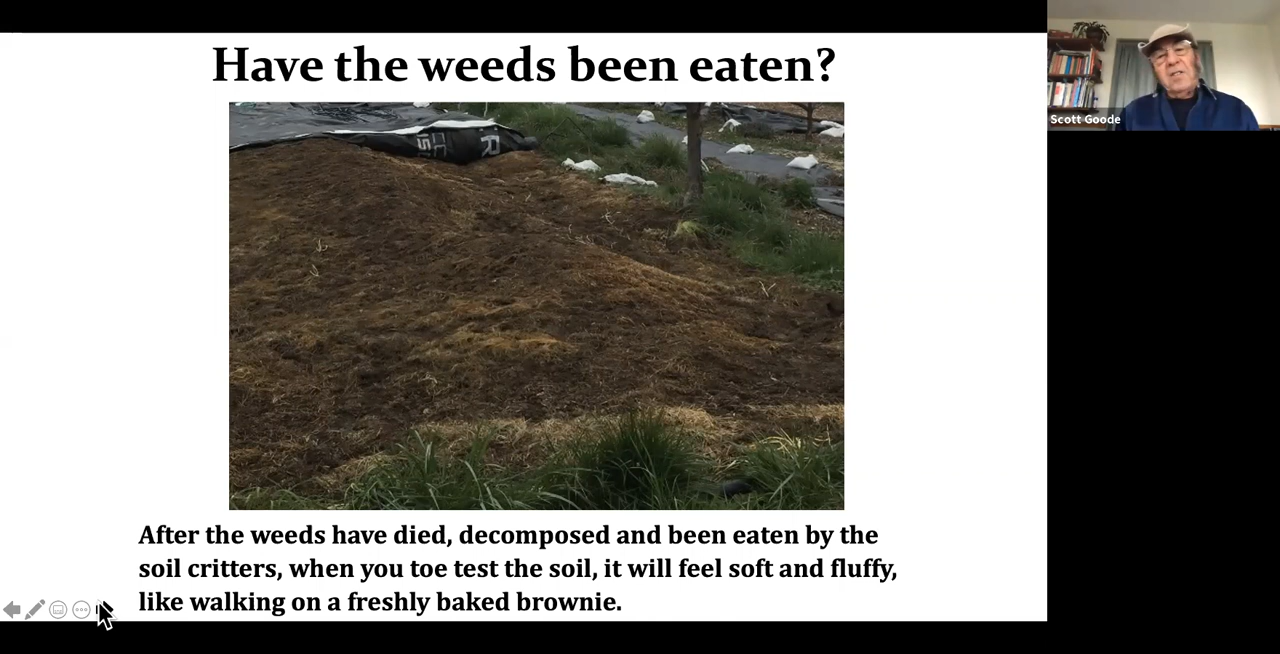 Have the weeds been eaten?
Scott Goode
After the weeds have died, decomposed and been eaten by the
soil critters, when you toe test the soil, it will feel soft and fluffy,
like walking on a freshly baked brownie.